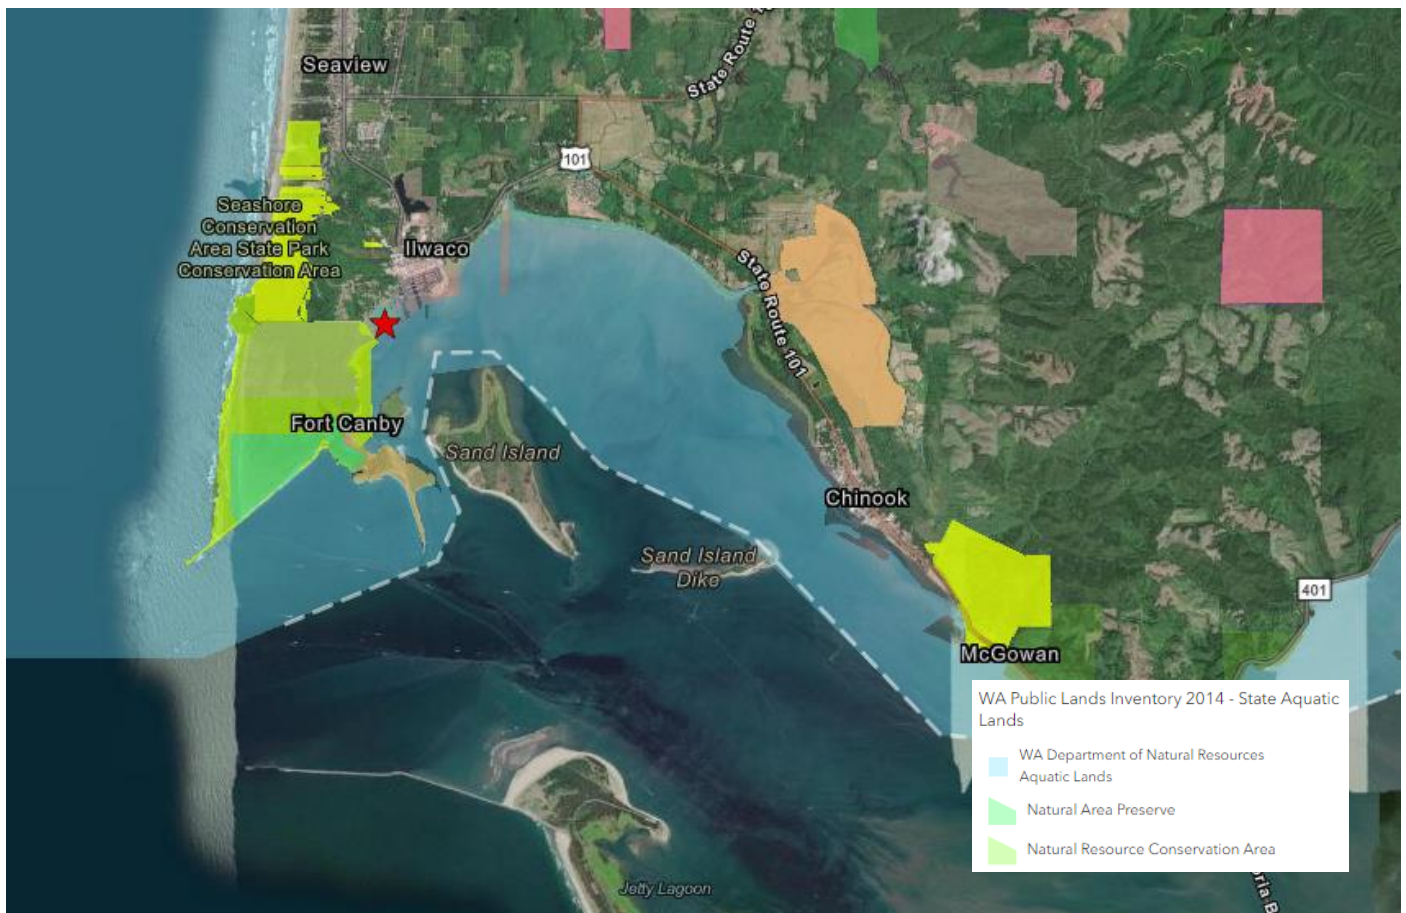 Seaview
State Route
101
Seashore
Conservation
Area State Park
Conservation Area
Ilwaco
State Route 101
Fort Canby
Sand Island
Chinook
Sand Island
Dike
401
McGowan
WA Public Lands Inventory 2014 - State Aquatic
Lands
WA Department of Natural Resources
Aquatic Lands
Natural Area Preserve
Natural Resource Conservation Area
Jetty Lagoon